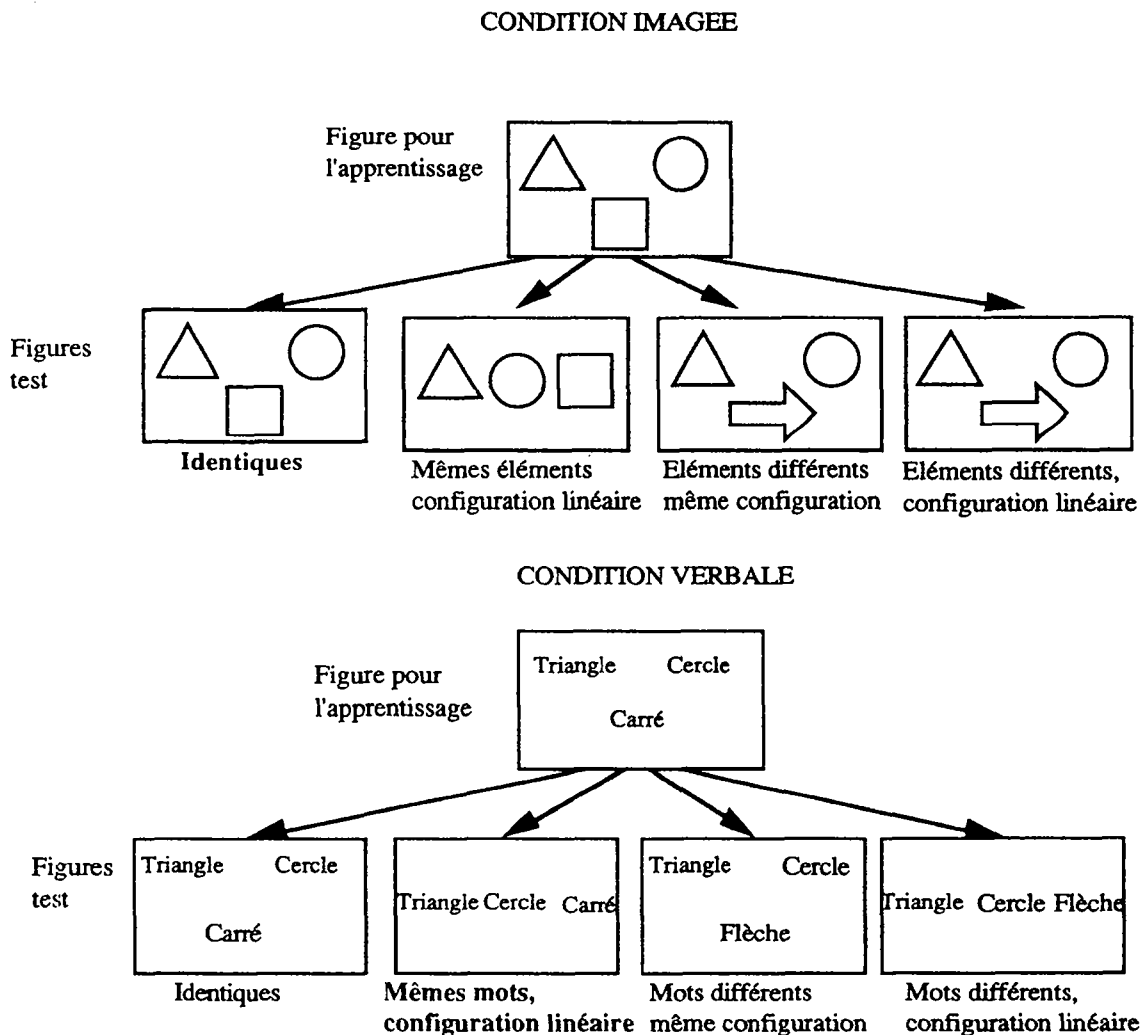 CONDITION IMAGEE
Figure pour
l'apprentissage
Figures
test
Identiques
Mêmes éléments
configuration linéaire
Eléments différents
même configuration
Eléments différents,
configuration linéaire
CONDITION VERBALE
Figure pour
l'apprentissage
Triangle Cercle
Carré
Figures
test
Triangle Cercle
Carré
Identiques
Triangle Cercle Carré
Mêmes mots,
configuration linéaire
Triangle Cercle
Flèche
Mots différents
même configuration
Triangle Cercle Flèche
Mots différents,
configuration linéaire